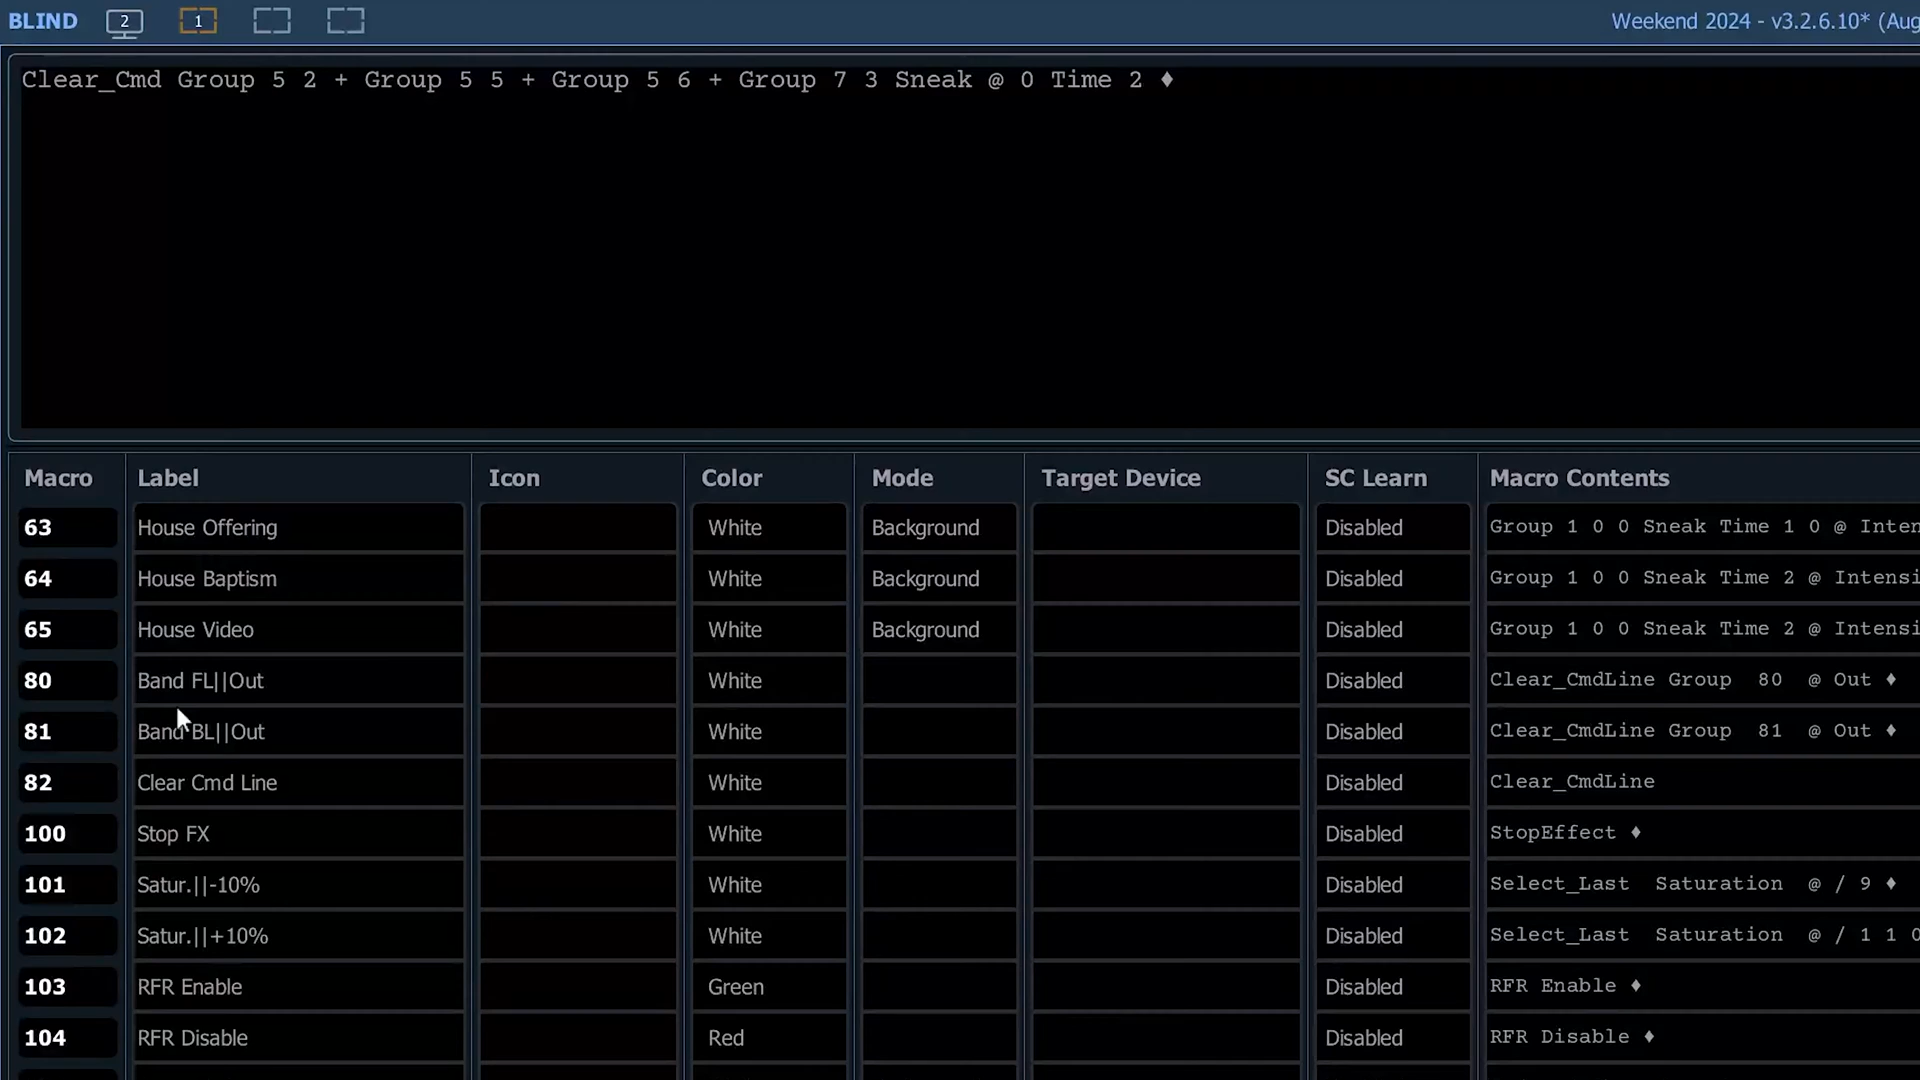 BLIND 2 1 Weekend 2024 - v3.2.6.10* (Aug
Clear_Cmd Group 5 2 + Group 5 5 + Group 5 6 + Group 7 3 Sneak @ 0 Time 2 ♦
Macro Label Icon Color Mode Target Device SC Learn Macro Contents
63 House Offering White Background Disabled Group 1 0 0 Sneak Time 1 0 @ Inten
64 House Baptism White Background Disabled Group 1 0 0 Sneak Time 2 @ Intensi
65 House Video White Background Disabled Group 1 0 0 Sneak Time 2 @ Intensi
80 Band FL||Out White Disabled Clear_CmdLine Group 80 @ Out ♦
81 Band BL||Out White Disabled Clear_CmdLine Group 81 @ Out ♦
82 Clear Cmd Line White Disabled Clear_CmdLine
100 Stop FX White Disabled StopEffect ♦
101 Satur.||-10% White Disabled Select_Last Saturation @ / 9 ♦
102 Satur.||+10% White Disabled Select_Last Saturation @ / 1 1 0
103 RFR Enable Green Disabled RFR Enable ♦
104 RFR Disable Red Disabled RFR Disable ♦